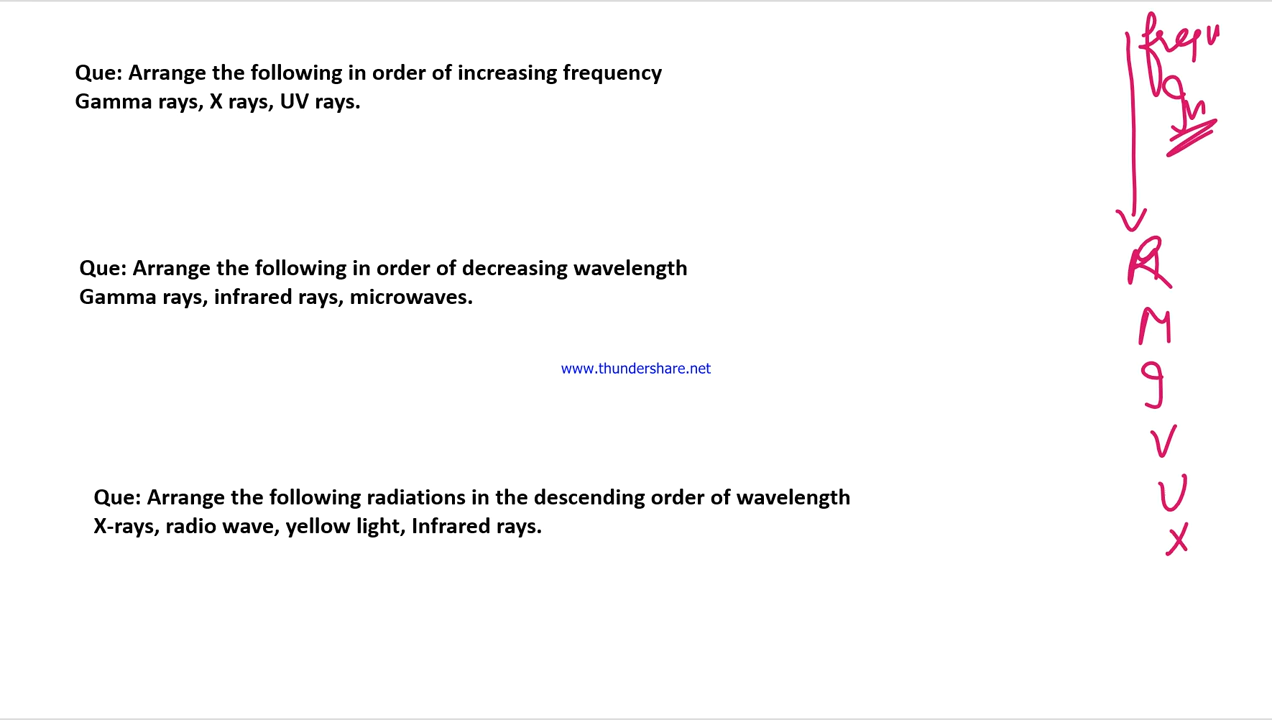 Que: Arrange the following in order of increasing frequency
Gamma rays, X rays, UV rays.
Que: Arrange the following in order of decreasing wavelength
Gamma rays, infrared rays, microwaves.
www.thundershare.net
Que: Arrange the following radiations in the descending order of wavelength
X-rays, radio wave, yellow light, Infrared rays.
frequ
In
R
M
I
V
U
X